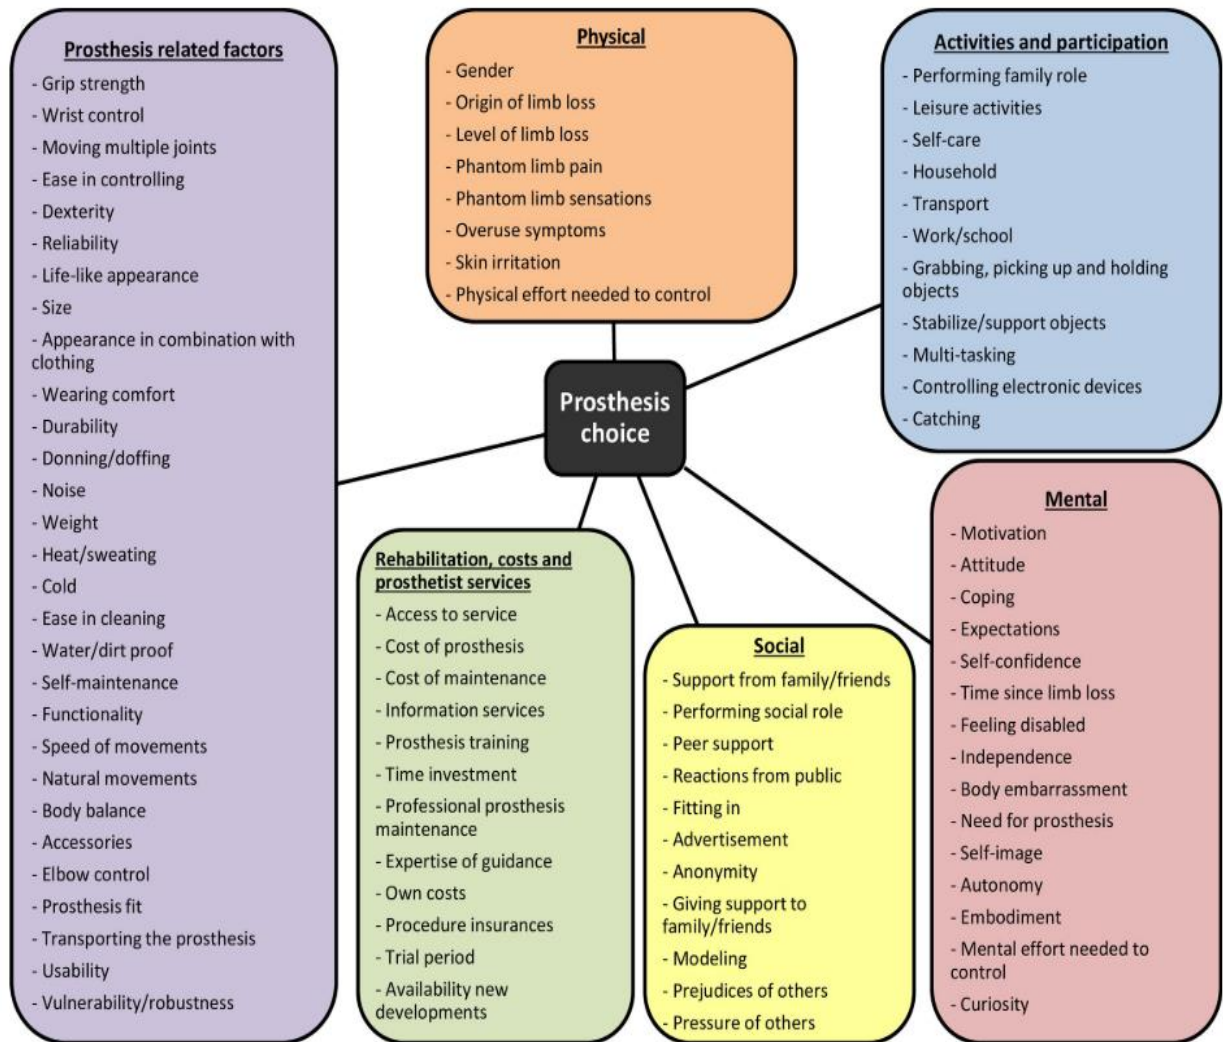 Prosthesis related factors
- Grip strength
- Wrist control
- Moving multiple joints
- Ease in controlling
- Dexterity
- Reliability
- Life-like appearance
- Size
- Appearance in combination with
clothing
- Wearing comfort
- Durability
- Donning/doffing
- Noise
- Weight
- Heat/sweating
- Cold
- Ease in cleaning
- Water/dirt proof
- Self-maintenance
- Functionality
- Speed of movements
- Natural movements
- Body balance
- Accessories
- Elbow control
- Prosthesis fit
- Transporting the prosthesis
- Usability
- Vulnerability/robustness
Physical
- Gender
- Origin of limb loss
- Level of limb loss
- Phantom limb pain
- Phantom limb sensations
- Overuse symptoms
- Skin irritation
- Physical effort needed to control
Activities and participation
- Performing family role
- Leisure activities
- Self-care
- Household
- Transport
- Work/school
- Grabbing, picking up and holding
objects
- Stabilize/support objects
- Multi-tasking
- Controlling electronic devices
- Catching
Prosthesis
choice
Rehabilitation, costs and
prosthetist services
- Access to service
- Cost of prosthesis
- Cost of maintenance
- Information services
- Prosthesis training
- Time investment
- Professional prosthesis
maintenance
- Expertise of guidance
- Own costs
- Procedure insurances
- Trial period
- Availability new
developments
Social
- Support from family/friends
- Performing social role
- Peer support
- Reactions from public
- Fitting in
- Advertisement
- Anonymity
- Giving support to
family/friends
- Modeling
- Prejudices of others
- Pressure of others
Mental
- Motivation
- Attitude
- Coping
- Expectations
- Self-confidence
- Time since limb loss
- Feeling disabled
- Independence
- Body embarrassment
- Need for prosthesis
- Self-image
- Autonomy
- Embodiment
- Mental effort needed to
control
- Curiosity